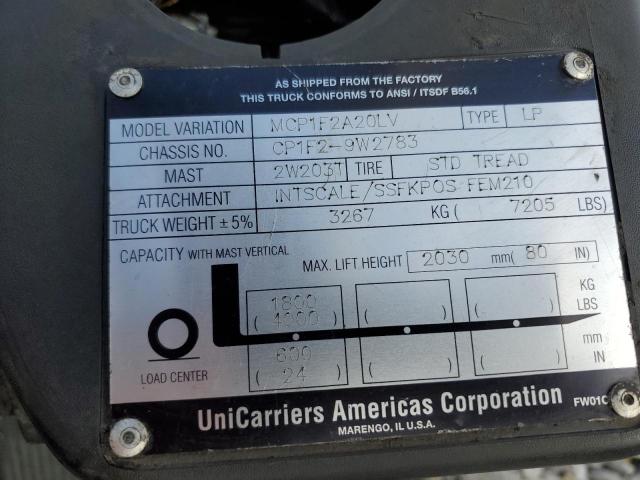 AS SHIPPED FROM THE FACTORY
THIS TRUCK CONFORMS TO ANSI / ITSDF B56.1
MODEL VARIATION MCP1F2A20LV TYPE LP
CHASSIS NO. CP1F2-9W2783
MAST 2W203T TIRE STD TREAD
ATTACHMENT INTSCALE/SSFKPOS FEM210
TRUCK WEIGHT ± 5% 3267 KG ( 7205 LBS)
CAPACITY WITH MAST VERTICAL
MAX. LIFT HEIGHT 2030 mm( 80 IN)
1800 KG
( 4000 ) ( ) ( ) LBS
600 mm
( 24 ) ( ) ( ) IN
LOAD CENTER
UniCarriers Americas Corporation
MARENGO, IL U.S.A.
FW01C